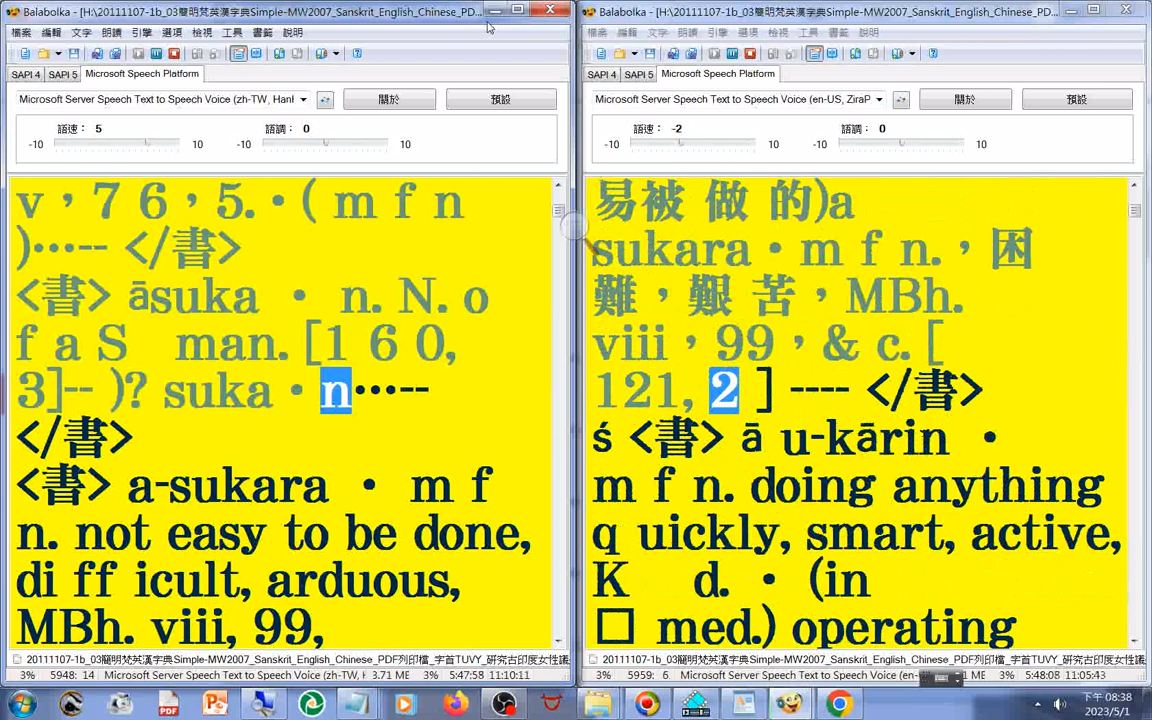 Balabolka - [H:\20111107-1b_03簡明梵英漢字典Simple-MW2007_Sanskrit_English_Chinese_PD...
檔案 編輯 文字 朗讀 引擎 選項 檢視 工具 書籤 說明
SAPI 4 SAPI 5 Microsoft Speech Platform
Microsoft Server Speech Text to Speech Voice (zh-TW, HanI
關於 預設
語速: 5 語調: 0
-10 10 -10 10
v,7 6,5.•( m f n
)…-- </書>
<書> āsuka • n. N. o
f a S man. [1 6 0,
3]-- )? suka • n…--
</書>
<書> a-sukara • m f
n. not easy to be done,
di ff icult, arduous,
MBh. viii, 99,
20111107-1b_03簡明梵英漢字典Simple-MW2007_Sanskrit_English_Chinese_PDF列印檔_字首TUVY_研究古印度女性議
3% 5948: 14 Microsoft Server Speech Text to Speech Voice (zh-TW, H 3.71 ME 3% 5:47:58 11:10:11
Balabolka - [H:\20111107-1b_03簡明梵英漢字典Simple-MW2007_Sanskrit_English_Chinese_PD...
檔案 編輯 文字 朗讀 引擎 選項 檢視 工具 書籤 說明
SAPI 4 SAPI 5 Microsoft Speech Platform
Microsoft Server Speech Text to Speech Voice (en-US, ZiraP
關於 預設
語速: -2 語調: 0
-10 10 -10 10
易被 做 的)a
sukara•m f n.,困
難,艱 苦,MBh.
viii,99,& c. [
121, 2 ] ---- </書>
ś <書> ā u-kārin •
m f n. doing anything
q uickly, smart, active,
K d. • (in
□ med.) operating
20111107-1b_03簡明梵英漢字典Simple-MW2007_Sanskrit_English_Chinese_PDF列印檔_字首TUVY_研究古印度女性議
3% 5959: 6 Microsoft Server Speech Text to Speech Voice (en-US 1 ME 3% 5:48:08 11:05:43
下午 08:38
2023/5/1